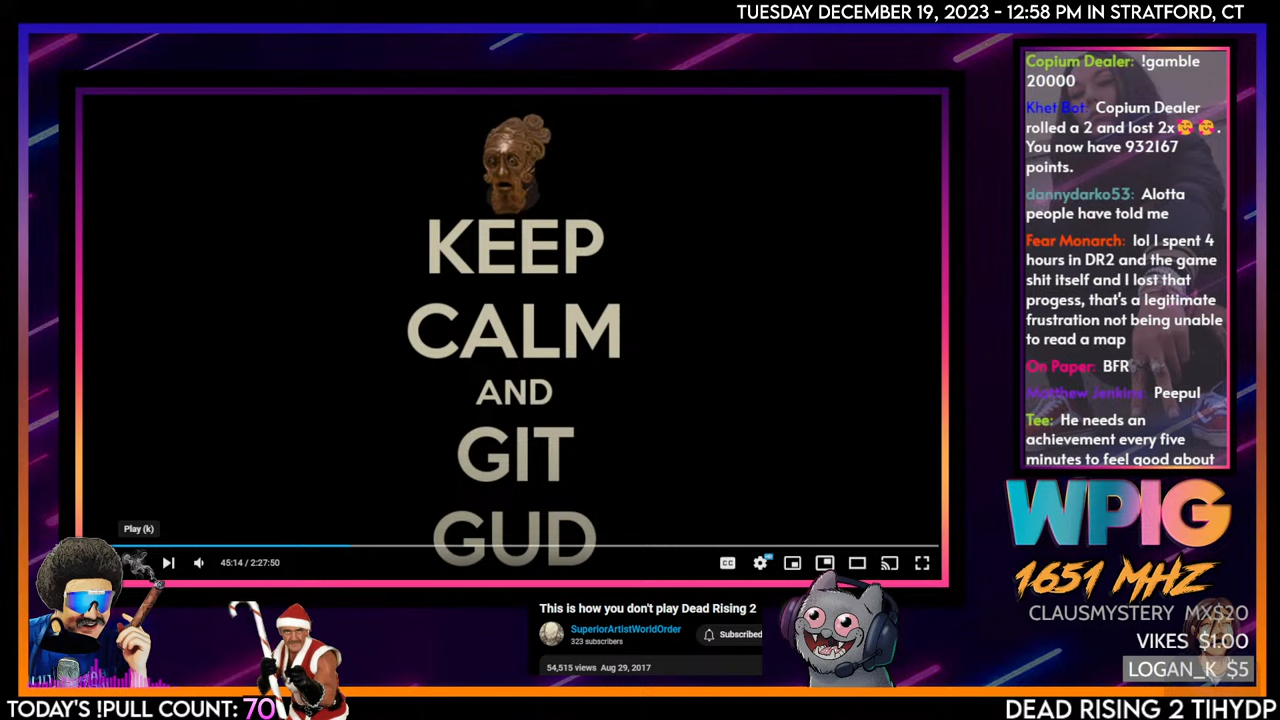 TUESDAY DECEMBER 19, 2023 - 12:58 PM IN STRATFORD, CT
KEEP
CALM
AND
GIT
GUD
Play (k)
45:14 / 2:27:50
CC
HD
This is how you don't play Dead Rising 2
SuperiorArtistWorldOrder
323 subscribers
Subscribed
54,515 views Aug 29, 2017
Copium Dealer: !gamble
20000
Khet Bot: Copium Dealer
rolled a 2 and lost 2x🥰 🥰 .
You now have 932167
points.
dannydarko53: Alotta
people have told me
Fear Monarch: lol I spent 4
hours in DR2 and the game
shit itself and I lost that
progess, that's a legitimate
frustration not being unable
to read a map
On Paper: BFR
Matthew Jenkins: Peepul
Tee: He needs an
achievement every five
minutes to feel good about
WPIG
1651 MHZ
CLAUSMYSTERY MX$20
VIKES $1.00
LOGAN_K $5
TODAY'S !PULL COUNT: 70
DEAD RISING 2 TIHYDP